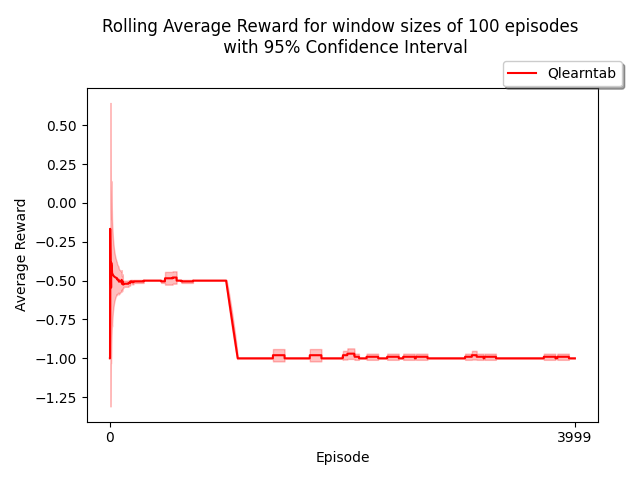 Rolling Average Reward for window sizes of 100 episodes
with 95% Confidence Interval
Qlearntab
0.50
0.25
0.00
−0.25
−0.50
−0.75
−1.00
−1.25
Average Reward
0
3999
Episode